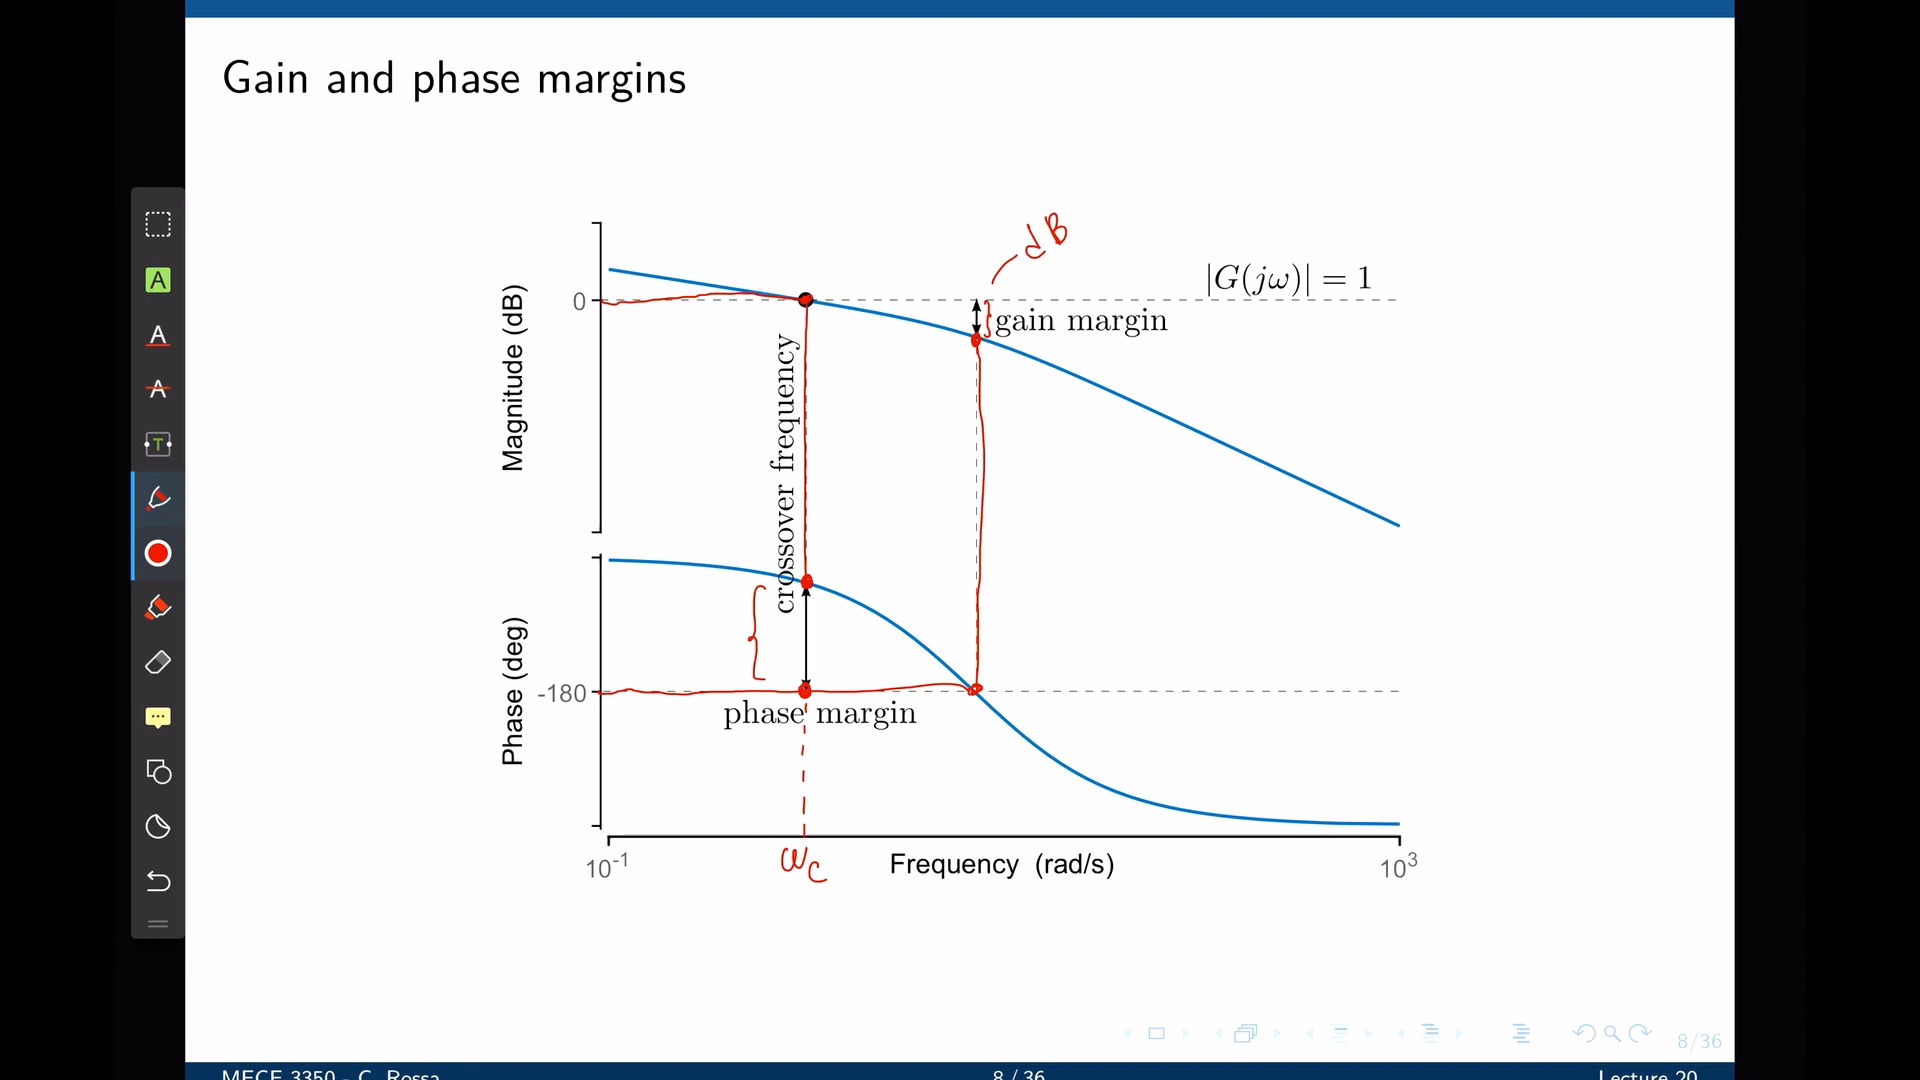 Gain and phase margins
dB
|G(jω)| = 1
0
gain margin
Magnitude (dB)
crossover frequency
Phase (deg)
-180
phase margin
10^-1
ωc
Frequency (rad/s)
10^3
8/36
MECE 3350 - C. Rossa
8 / 36
Lecture 20